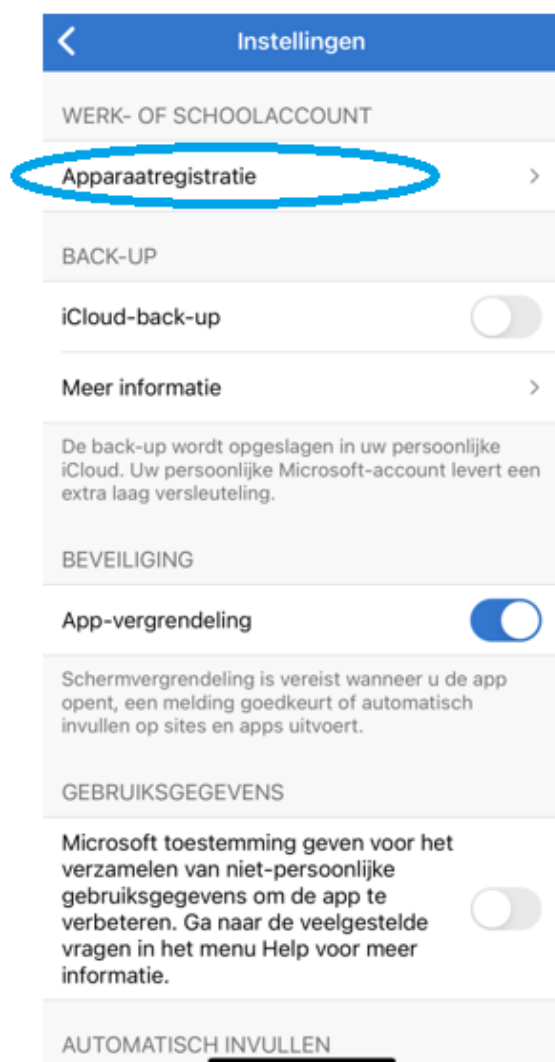 Instellingen
WERK- OF SCHOOLACCOUNT
Apparaatregistratie
BACK-UP
iCloud-back-up
Meer informatie
De back-up wordt opgeslagen in uw persoonlijke
iCloud. Uw persoonlijke Microsoft-account levert een
extra laag versleuteling.
BEVEILIGING
App-vergrendeling
Schermvergrendeling is vereist wanneer u de app
opent, een melding goedkeurt of automatisch
invullen op sites en apps uitvoert.
GEBRUIKSGEGEVENS
Microsoft toestemming geven voor het
verzamelen van niet-persoonlijke
gebruiksgegevens om de app te
verbeteren. Ga naar de veelgestelde
vragen in het menu Help voor meer
informatie.
AUTOMATISCH INVULLEN